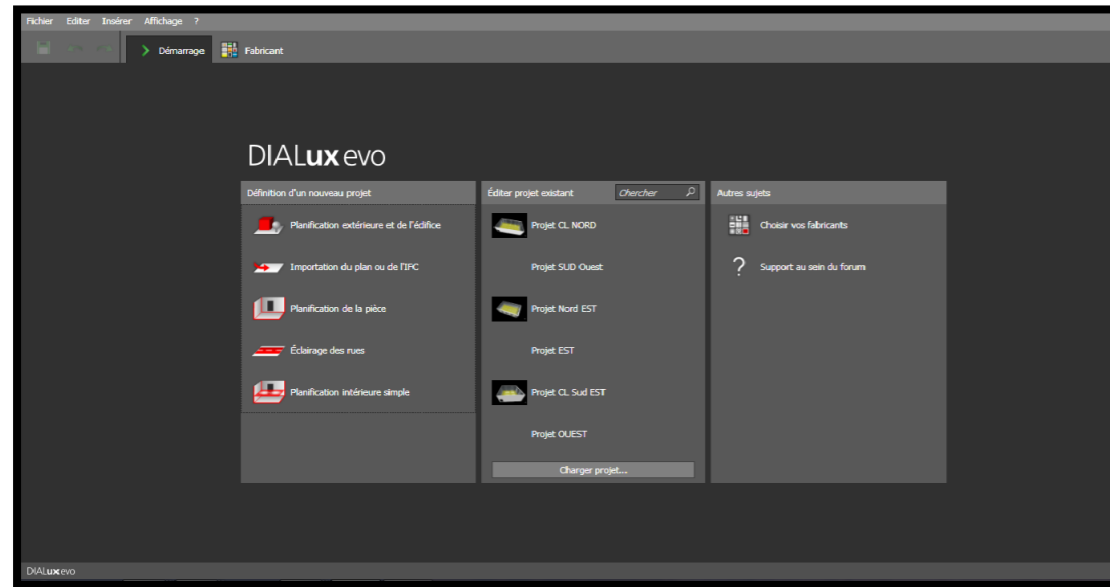 Fichier Editer Insérer Affichage ?
Démarrage Fabricant
DIALux evo
Définition d'un nouveau projet
Planification extérieure et de l'édifice
Importation du plan ou de l'IFC
Planification de la pièce
Éclairage des rues
Planification intérieure simple
Éditer projet existant Chercher
Projet CL NORD
Projet SUD Ouest
Projet Nord EST
Projet EST
Projet CL Sud EST
Projet OUEST
Charger projet...
Autres sujets
Choisir vos fabricants
? Support au sein du forum
DIALux evo